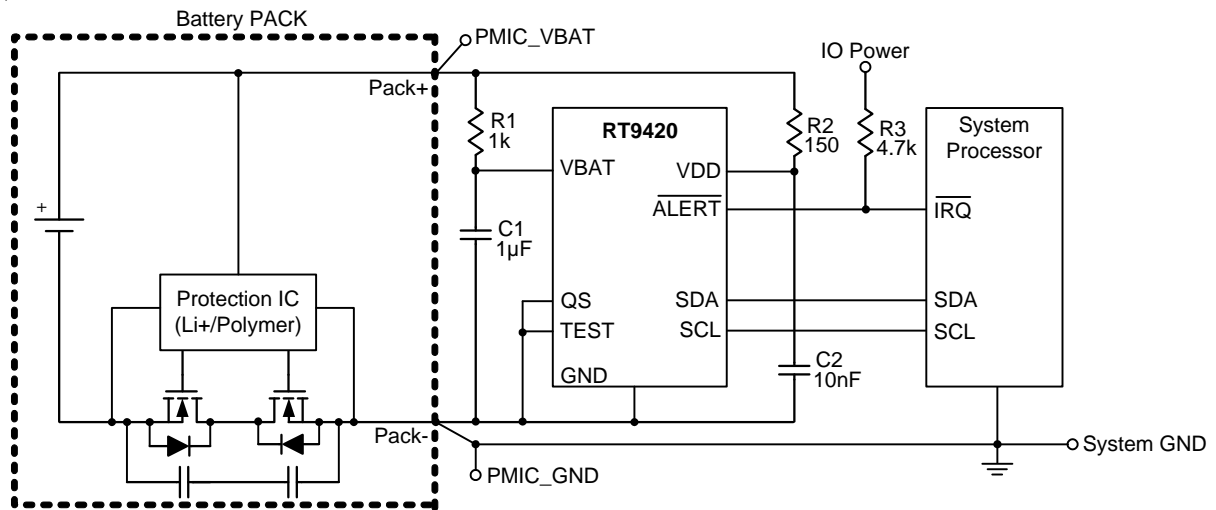 Battery PACK
PMIC_VBAT
IO Power
Pack+
R1
1k
RT9420
R2
150
R3
4.7k
System
Processor
VBAT
VDD
ALERT
IRQ
+
C1
1µF
Protection IC
(Li+/Polymer)
QS
SDA
SDA
TEST
SCL
SCL
GND
C2
10nF
Pack-
System GND
PMIC_GND